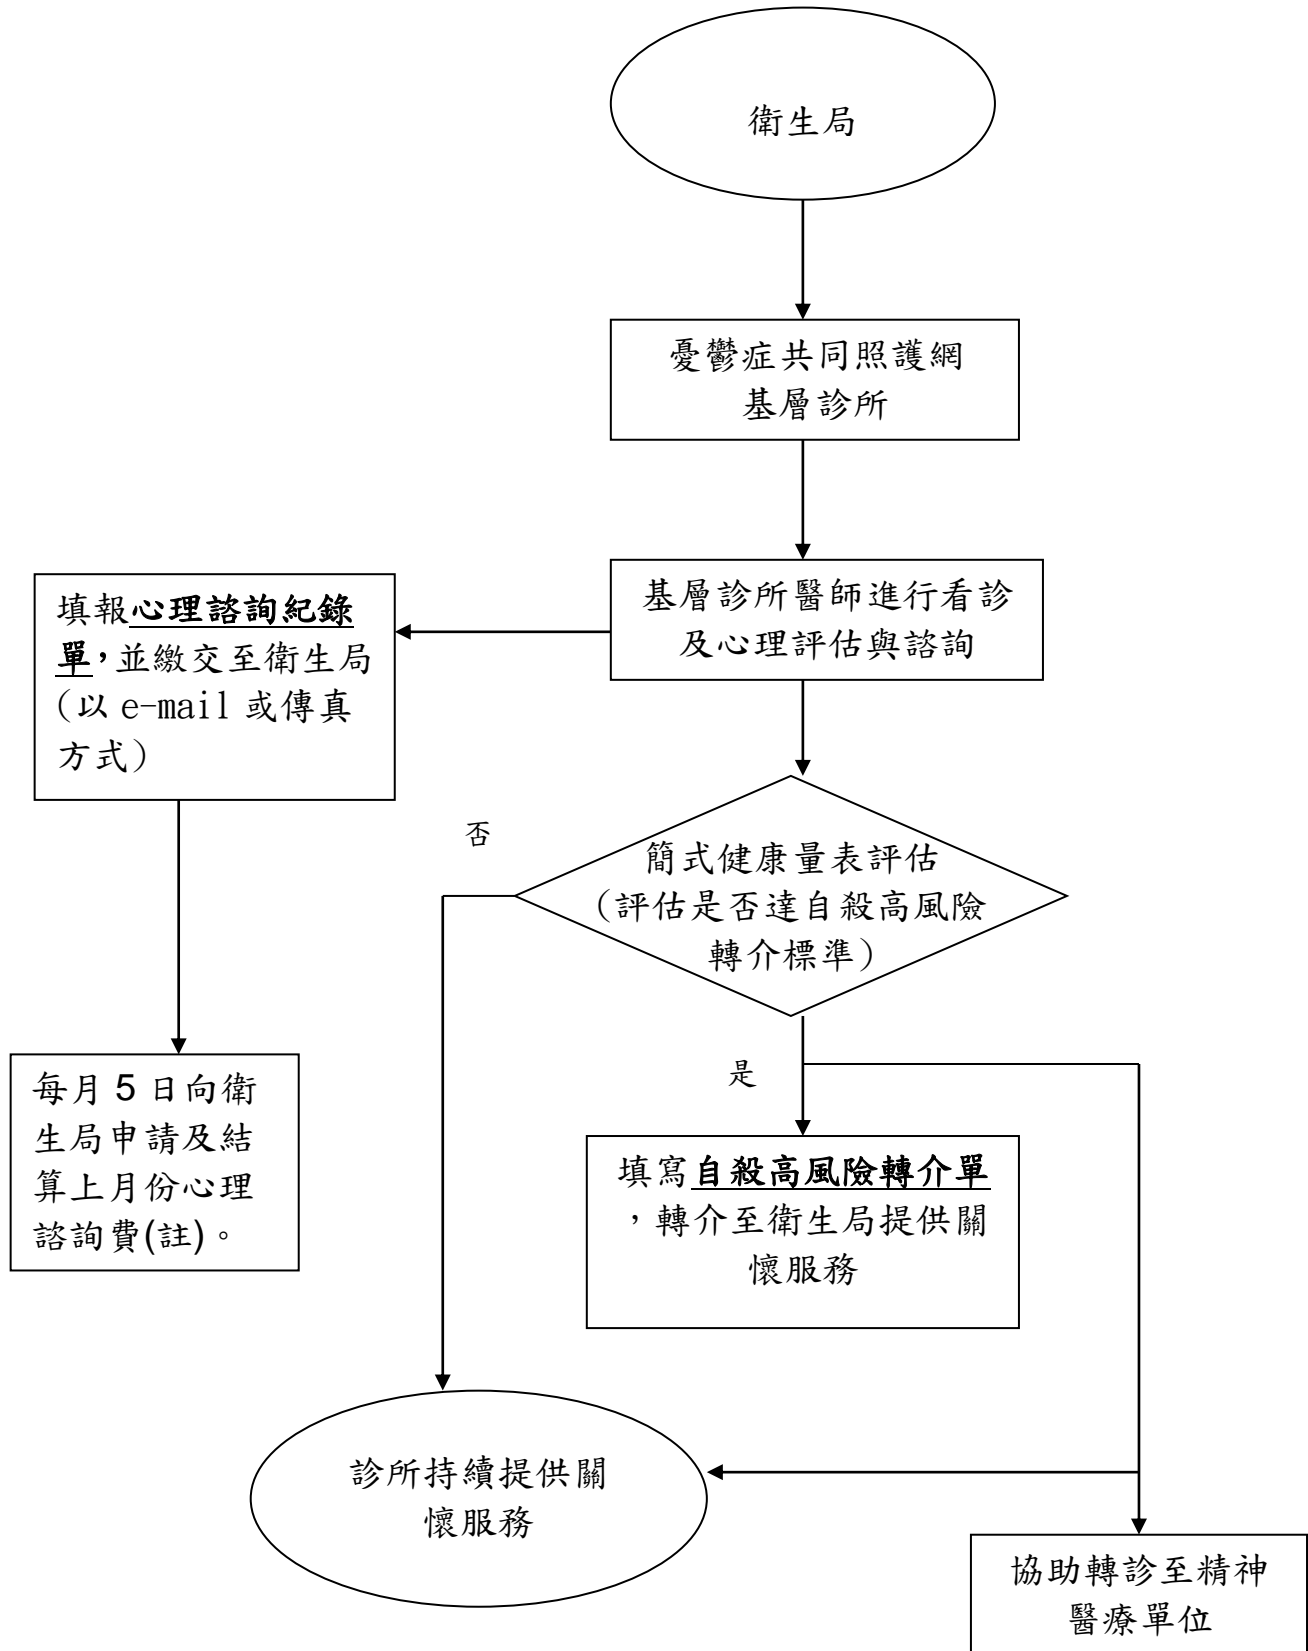 衛生局
憂鬱症共同照護網
基層診所
基層診所醫師進行看診
及心理評估與諮詢
填報心理諮詢紀錄
單，並繳交至衛生局
（以 e-mail 或傳真
方式）
否
簡式健康量表評估
（評估是否達自殺高風險
轉介標準）
是
每月 5 日向衛
生局申請及結
算上月份心理
諮詢費(註)。
填寫自殺高風險轉介單
，轉介至衛生局提供關
懷服務
診所持續提供關
懷服務
協助轉診至精神
醫療單位